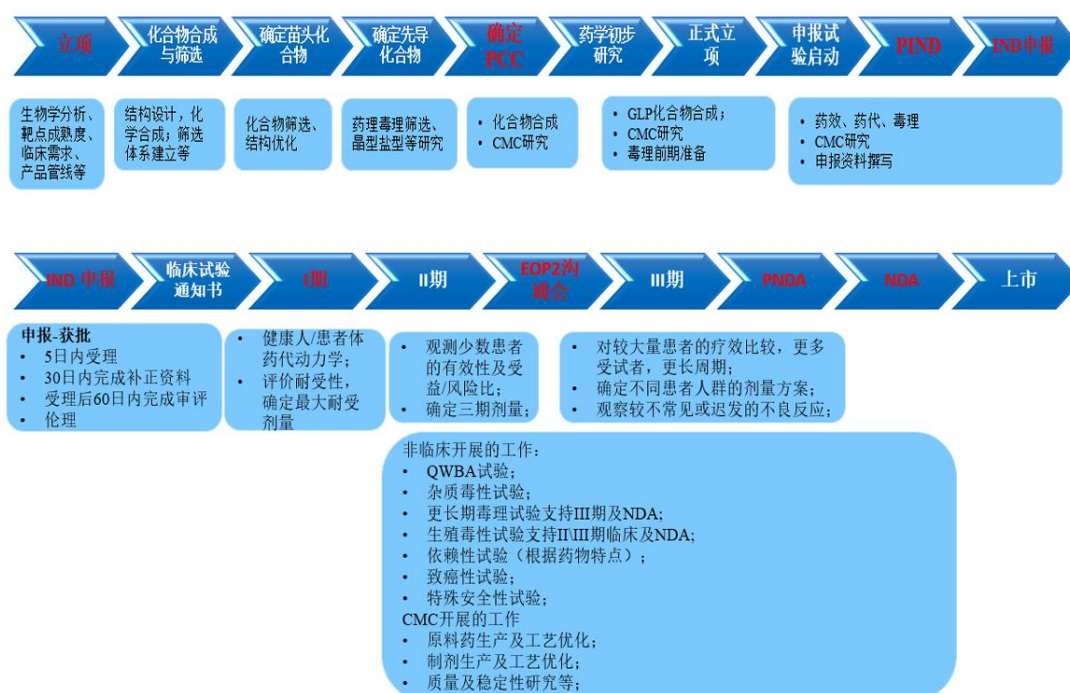 立项
化合物合成
与筛选
确定苗头化
合物
确定先导
化合物
确定
PCC
药学初步
研究
正式立
项
申报试
验启动
PIND
IND申报
生物学分析、
靶点成熟度、
临床需求、
产品管线等
结构设计，化
学合成；筛选
体系建立等
化合物筛选、
结构优化
药理毒理筛选、
晶型盐型等研究
• 化合物合成
• CMC研究
• GLP化合物合成；
• CMC研究
• 毒理前期准备
• 药效、药代、毒理
• CMC研究
• 申报资料撰写
IND 申报
临床试验
通知书
I期
II期
EOP2沟
通会
III期
PNDA
NDA
上市
申报-获批
• 5日内受理
• 30日内完成补正资料
• 受理后60日内完成审评
• 伦理
• 健康人/患者体
药代动力学；
• 评价耐受性，
确定最大耐受
剂量
• 观测少数患者
的有效性及受
益/风险比；
• 确定三期剂量；
• 对较大量患者的疗效比较，更多
受试者，更长周期；
• 确定不同患者人群的剂量方案；
• 观察较不常见或迟发的不良反应；
非临床开展的工作：
• QWBA试验；
• 杂质毒性试验；
• 更长期毒理试验支持III期及NDA；
• 生殖毒性试验支持II\III期临床及NDA；
• 依赖性试验（根据药物特点）；
• 致癌性试验；
• 特殊安全性试验；
CMC开展的工作
• 原料药生产及工艺优化；
• 制剂生产及工艺优化；
• 质量及稳定性研究等；